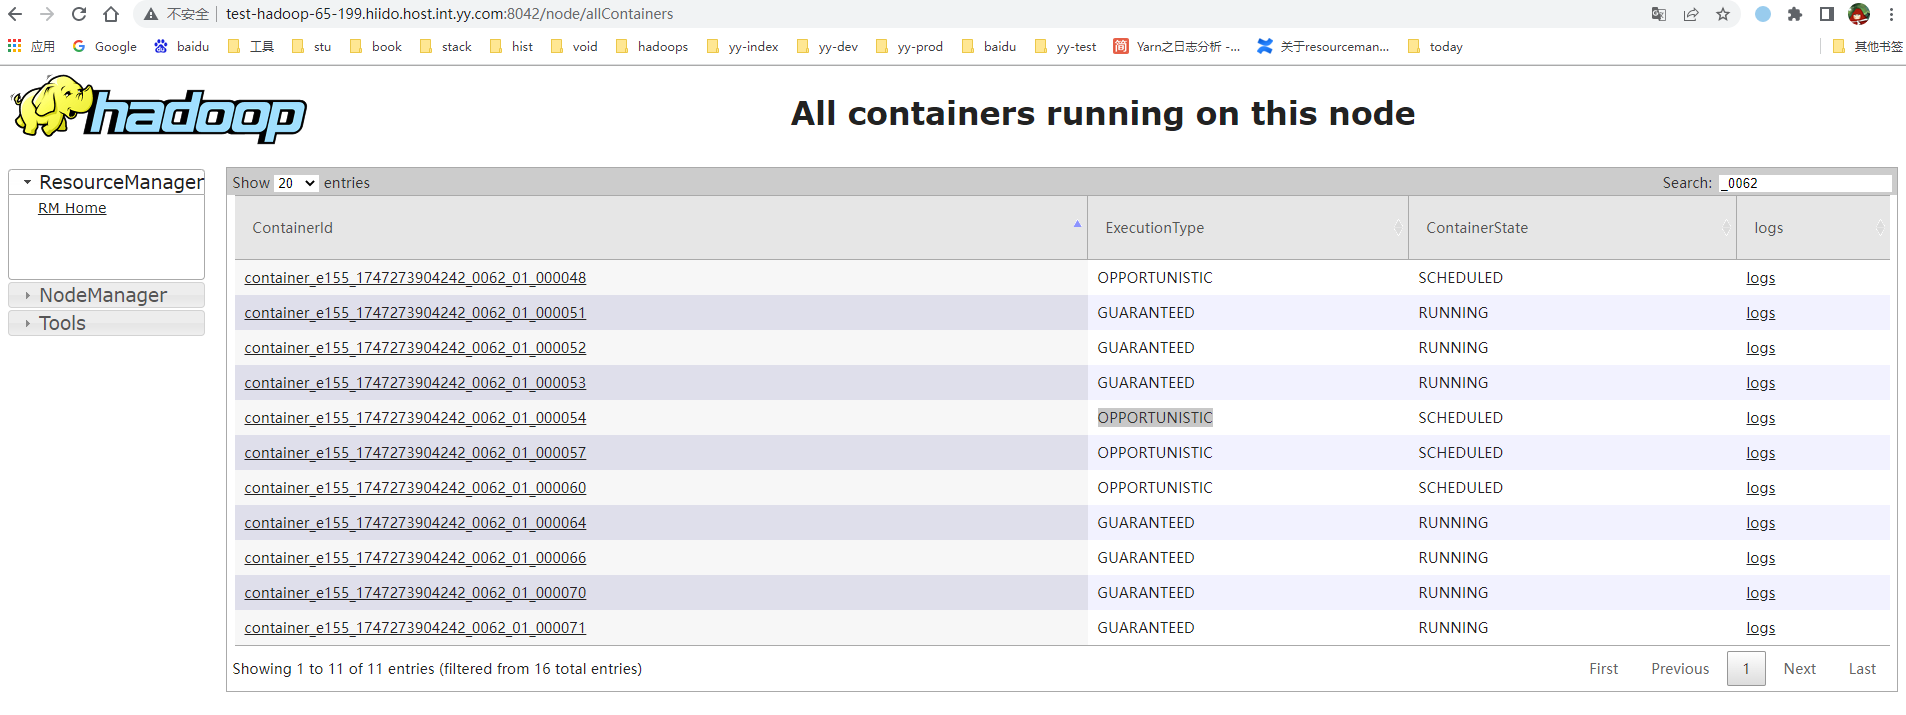 不安全 test-hadoop-65-199.hiido.host.int.yy.com:8042/node/allContainers
应用 Google baidu 工具 stu book stack hist void hadoops yy-index yy-dev yy-prod baidu yy-test 简 Yarn之日志分析 -... 关于resourceman... today 其他书签
hadoop
All containers running on this node
ResourceManager
RM Home
NodeManager
Tools
Show 20 entries Search: _0062
ContainerId ExecutionType ContainerState logs
container_e155_1747273904242_0062_01_000048 OPPORTUNISTIC SCHEDULED logs
container_e155_1747273904242_0062_01_000051 GUARANTEED RUNNING logs
container_e155_1747273904242_0062_01_000052 GUARANTEED RUNNING logs
container_e155_1747273904242_0062_01_000053 GUARANTEED RUNNING logs
container_e155_1747273904242_0062_01_000054 OPPORTUNISTIC SCHEDULED logs
container_e155_1747273904242_0062_01_000057 OPPORTUNISTIC SCHEDULED logs
container_e155_1747273904242_0062_01_000060 OPPORTUNISTIC SCHEDULED logs
container_e155_1747273904242_0062_01_000064 GUARANTEED RUNNING logs
container_e155_1747273904242_0062_01_000066 GUARANTEED RUNNING logs
container_e155_1747273904242_0062_01_000070 GUARANTEED RUNNING logs
container_e155_1747273904242_0062_01_000071 GUARANTEED RUNNING logs
Showing 1 to 11 of 11 entries (filtered from 16 total entries) First Previous 1 Next Last